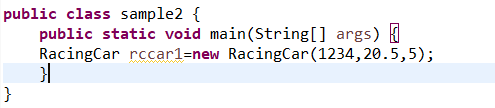 public class sample2 {
    public static void main(String[] args) {
    RacingCar rccar1=new RacingCar(1234,20.5,5);
    }
}